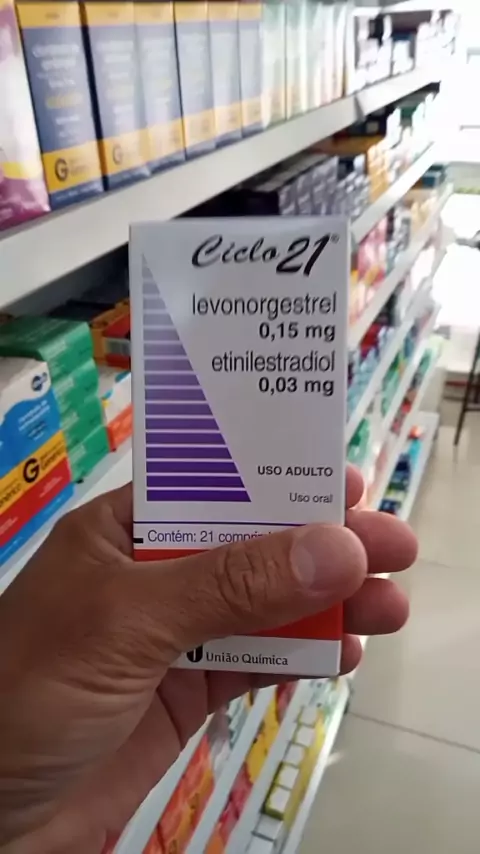 Ciclo 21®
levonorgestrel
0,15 mg
etinilestradiol
0,03 mg
USO ADULTO
Uso oral
Contém: 21
União Química
G
G